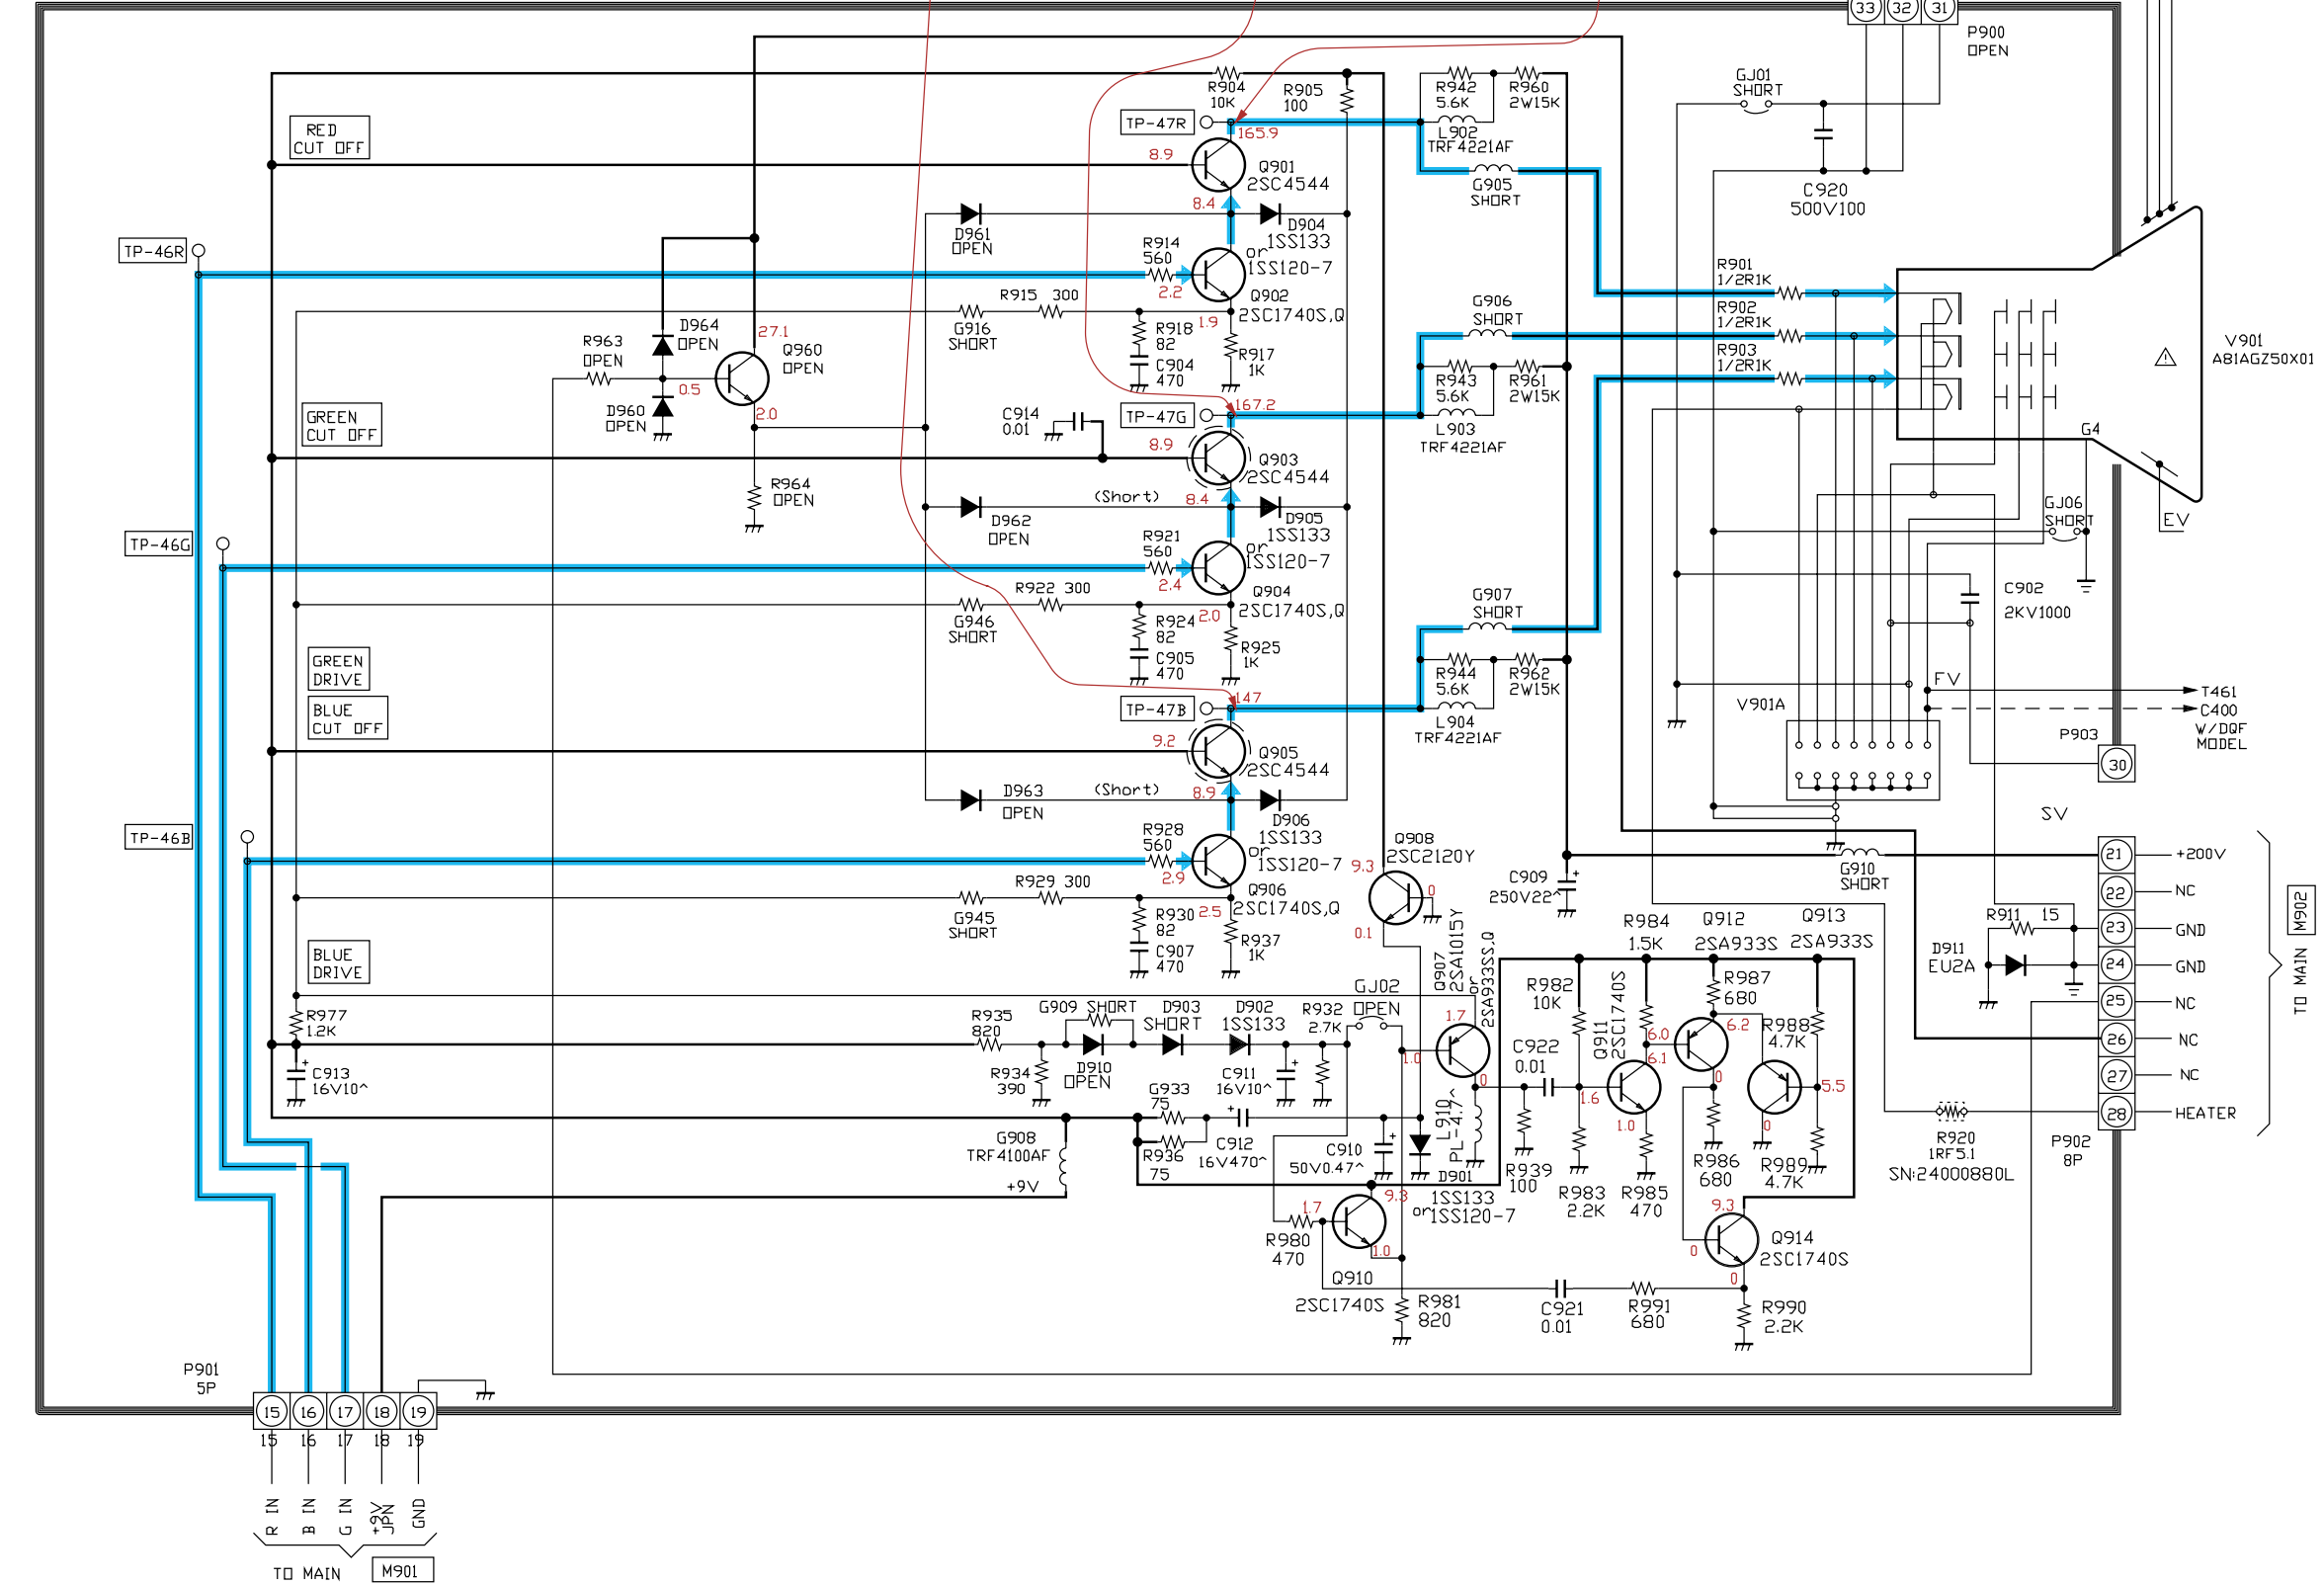 33 32 31
P900
OPEN
GJ01
SHORT
R904
10K
R905
100
R942
5.6K
R960
2W15K
RED
CUT OFF
TP-47R
165.9
L902
TRF4221AF
8.9
Q901
2SC4544
G905
SHORT
C920
500V100
8.4
D961
OPEN
D904
1SS133
or
1SS120-7
TP-46R
R914
560
2.2
Q902
2SC1740S,Q
R901
1/2R1K
R902
1/2R1K
R903
1/2R1K
G906
SHORT
R915 300
G916
SHORT
1.9
R918
82
C904
470
R917
1K
D964
OPEN
27.1
R963
OPEN
Q960
OPEN
0.5
D960
OPEN
2.0
V901
A81AGZ50X01
R943
5.6K
R961
2W15K
GREEN
CUT OFF
C914
0.01
TP-47G
167.2
L903
TRF4221AF
8.9
Q903
2SC4544
G4
R964
OPEN
(Short)
8.4
D962
OPEN
D905
1SS133
or
1SS120-7
GJ06
SHORT
EV
TP-46G
R921
560
2.4
Q904
2SC1740S,Q
R922 300
G946
SHORT
2.0
R924
82
C905
470
R925
1K
G907
SHORT
C902
2KV1000
GREEN
DRIVE
BLUE
CUT OFF
R944
5.6K
R962
2W15K
TP-47B
147
L904
TRF4221AF
FV
V901A
T461
C400
W/DQF
MODEL
P903
30
9.2
Q905
2SC4544
(Short)
8.9
D963
OPEN
D906
1SS133
or
1SS120-7
SV
TP-46B
R928
560
2.9
Q906
2SC1740S,Q
Q908
2SC2120Y
9.3
0
0.1
C909
250V22^
G910
SHORT
21 +200V
22 NC
23 GND
24 GND
25 NC
26 NC
27 NC
28 HEATER
M902
TO MAIN
R929 300
G945
SHORT
2.5
R930
82
C907
470
R937
1K
BLUE
DRIVE
R911 15
D911
EU2A
Q907
2SA1015Y
or
2SA933SS,Q
R984
1.5K
Q912
2SA933S
Q913
2SA933S
R982
10K
Q911
2SC1740S
R987
680
R988
4.7K
GJ02
OPEN
R977
1.2K
C913
16V10^
R935
820
G909 SHORT
D903
SHORT
D902
1SS133
R932
2.7K
R934
390
D910
OPEN
C911
16V10^
1.7
1.0
0
C922
0.01
6.0
6.1
6.2
0
1.6
1.0
5.5
0
G933
75
R936
75
C912
16V470^
C910
50V0.47^
L910
PL-4.7^
D901
1SS133
or1SS120-7
R939
100
R983
2.2K
R985
470
R986
680
R989
4.7K
R920
1RF5.1
SN:24000880L
P902
8P
G908
TRF4100AF
+9V
1.7
9.3
1.0
R980
470
Q910
2SC1740S
R981
820
C921
0.01
R991
680
9.3
0
0
Q914
2SC1740S
R990
2.2K
P901
5P
15 16 17 18 19
15 16 17 18 19
R IN
B IN
G IN
+9V
JPN
GND
TO MAIN
M901